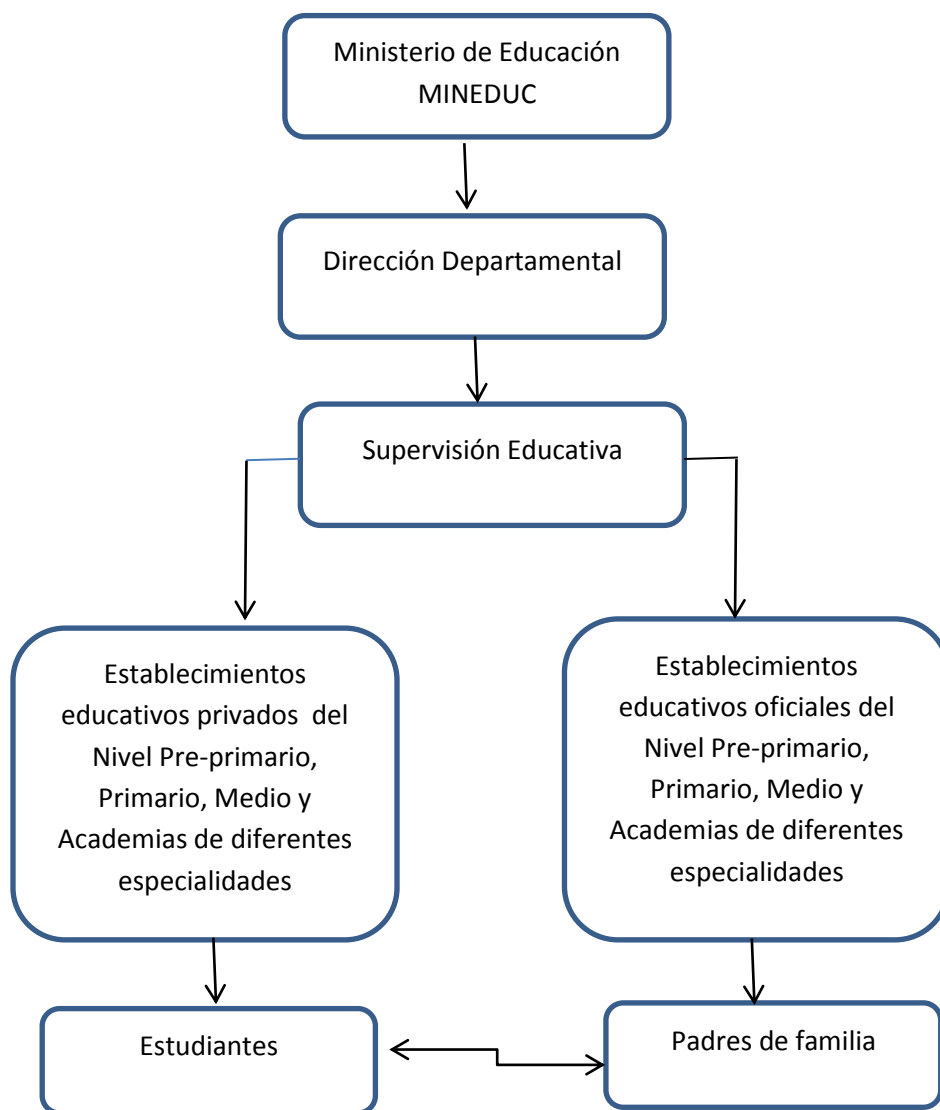 Ministerio de Educación
MINEDUC
Dirección Departamental
Supervisión Educativa
Establecimientos
educativos privados del
Nivel Pre-primario,
Primario, Medio y
Academias de diferentes
especialidades
Establecimientos
educativos oficiales del
Nivel Pre-primario,
Primario, Medio y
Academias de diferentes
especialidades
Estudiantes
Padres de familia